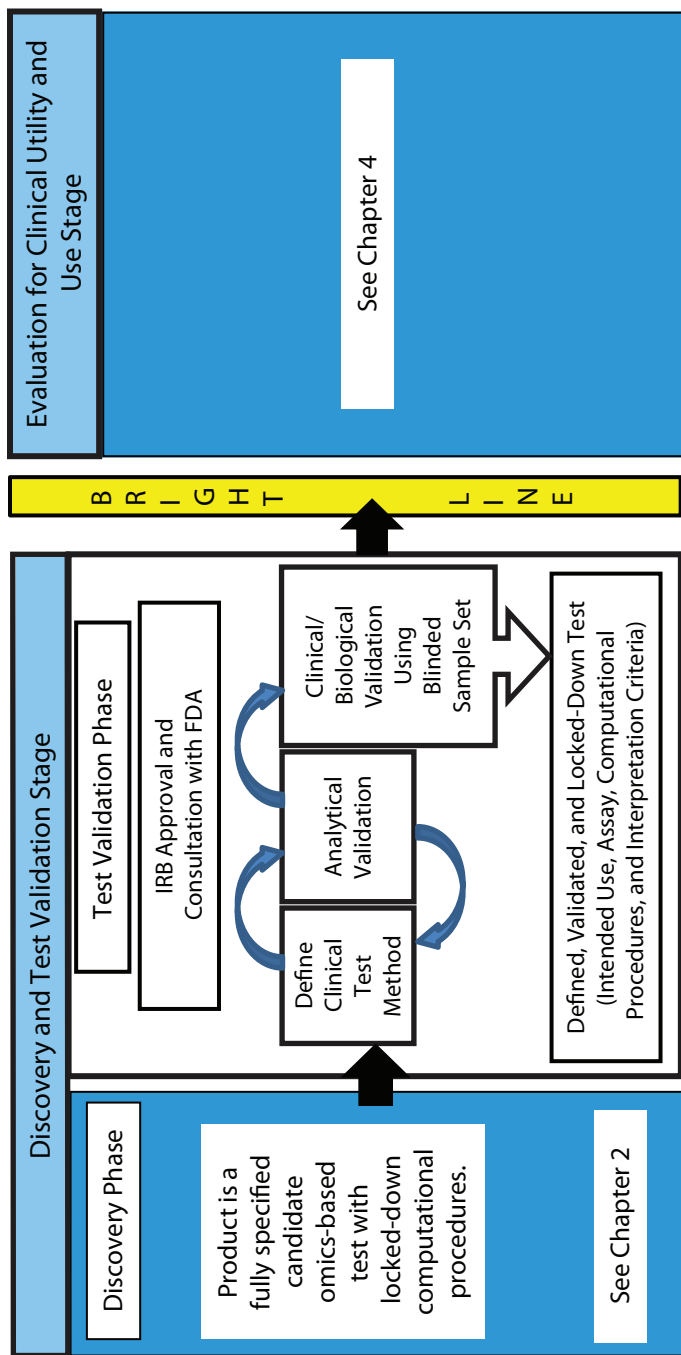 Discovery and Test Validation Stage
Discovery Phase
Product is a
fully specified
candidate
omics-based
test with
locked-down
computational
procedures.
See Chapter 2
Test Validation Phase
IRB Approval and
Consultation with FDA
Define
Clinical
Test
Method
Analytical
Validation
Clinical/
Biological
Validation
Using
Blinded
Sample Set
Defined, Validated, and Locked-Down Test
(Intended Use, Assay, Computational
Procedures, and Interpretation Criteria)
BRIGHT LINE
Evaluation for Clinical Utility and
Use Stage
See Chapter 4